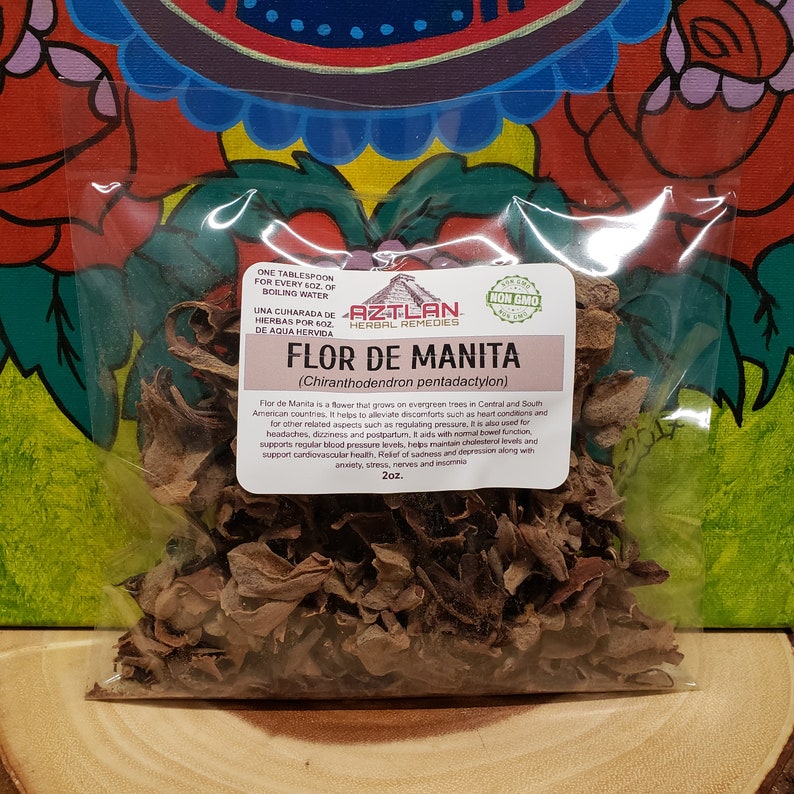 ONE TABLESPOON
FOR EVERY 6OZ. OF
BOILING WATER
UNA CUHARADA DE
HIERBAS POR 6OZ.
DE AQUA HERVIDA
AZTLAN
HERBAL REMEDIES
NON GMO
NON GMO
NON GMO
FLOR DE MANITA
(Chiranthodendron pentadactylon)
Flor de Manita is a flower that grows on evergreen trees in Central and South
American countries. It helps to alleviate discomforts such as heart conditions and
for other related aspects such as regulating pressure. It is also used for
headaches, dizziness and postpartum. It aids with normal bowel function,
supports regular blood pressure levels, helps maintain cholesterol levels and
support cardiovascular health. Relief of sadness and depression along with
anxiety, stress, nerves and insomnia
2oz.